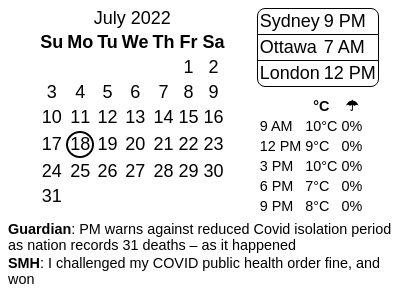 July 2022
Su Mo Tu We Th Fr Sa
1 2
3 4 5 6 7 8 9
10 11 12 13 14 15 16
17 18 19 20 21 22 23
24 25 26 27 28 29 30
31
Sydney 9 PM
Ottawa 7 AM
London 12 PM
°C ☂
9 AM 10°C 0%
12 PM 9°C 0%
3 PM 10°C 0%
6 PM 7°C 0%
9 PM 8°C 0%
Guardian: PM warns against reduced Covid isolation period
as nation records 31 deaths – as it happened
SMH: I challenged my COVID public health order fine, and
won